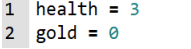 1 health = 3
2 gold = 0